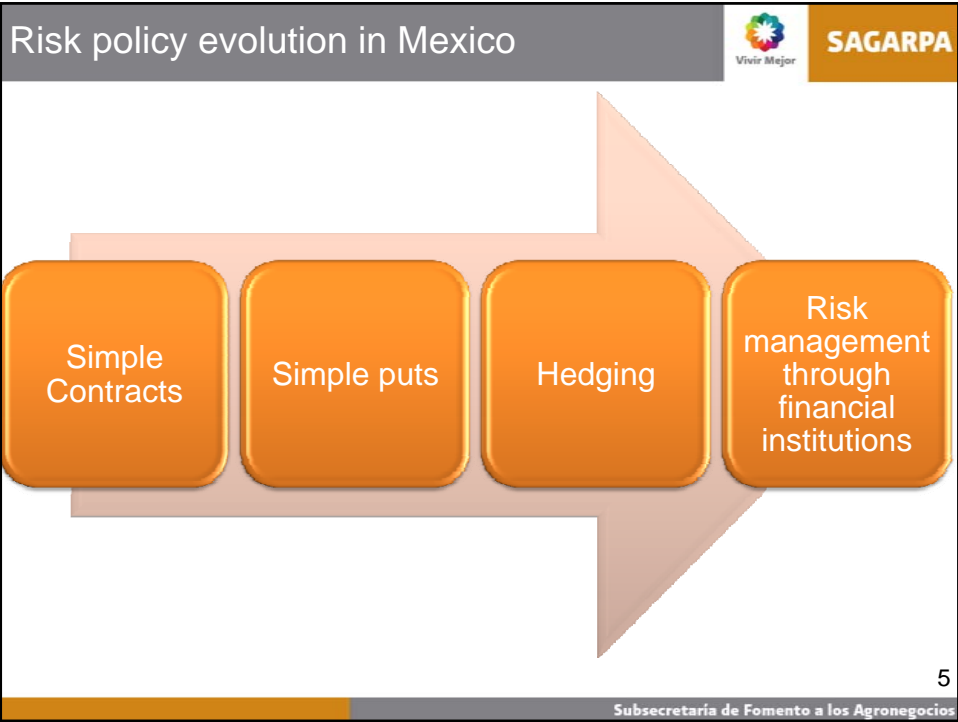 Risk policy evolution in Mexico
Vivir Mejor
SAGARPA
Simple
Contracts
Simple puts
Hedging
Risk
management
through
financial
institutions
5
Subsecretaría de Fomento a los Agronegocios